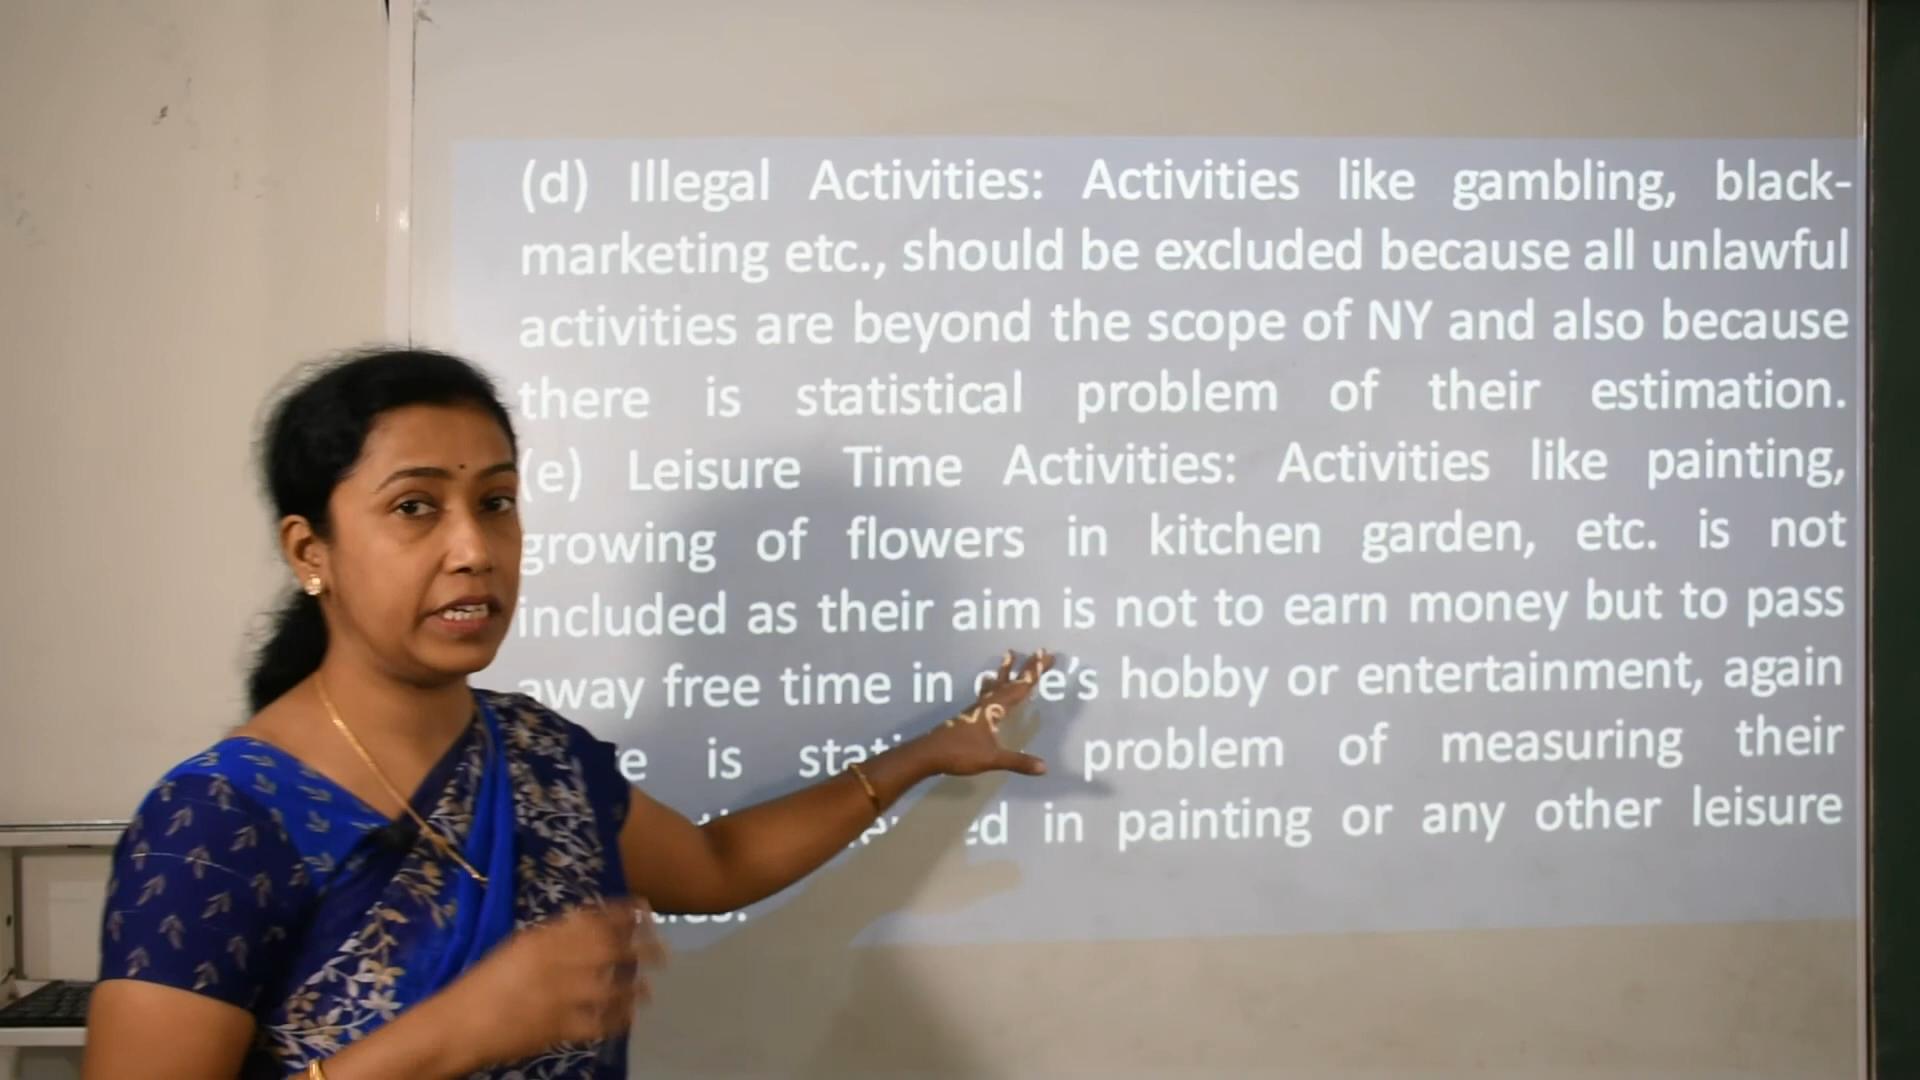 (d) Illegal Activities: Activities like gambling, black-
marketing etc., should be excluded because all unlawful
activities are beyond the scope of NY and also because
there is statistical problem of their estimation.
(e) Leisure Time Activities: Activities like painting,
growing of flowers in kitchen garden, etc. is not
included as their aim is not to earn money but to pass
away free time in one's hobby or entertainment, again
is problem of measuring their
in painting or any other leisure